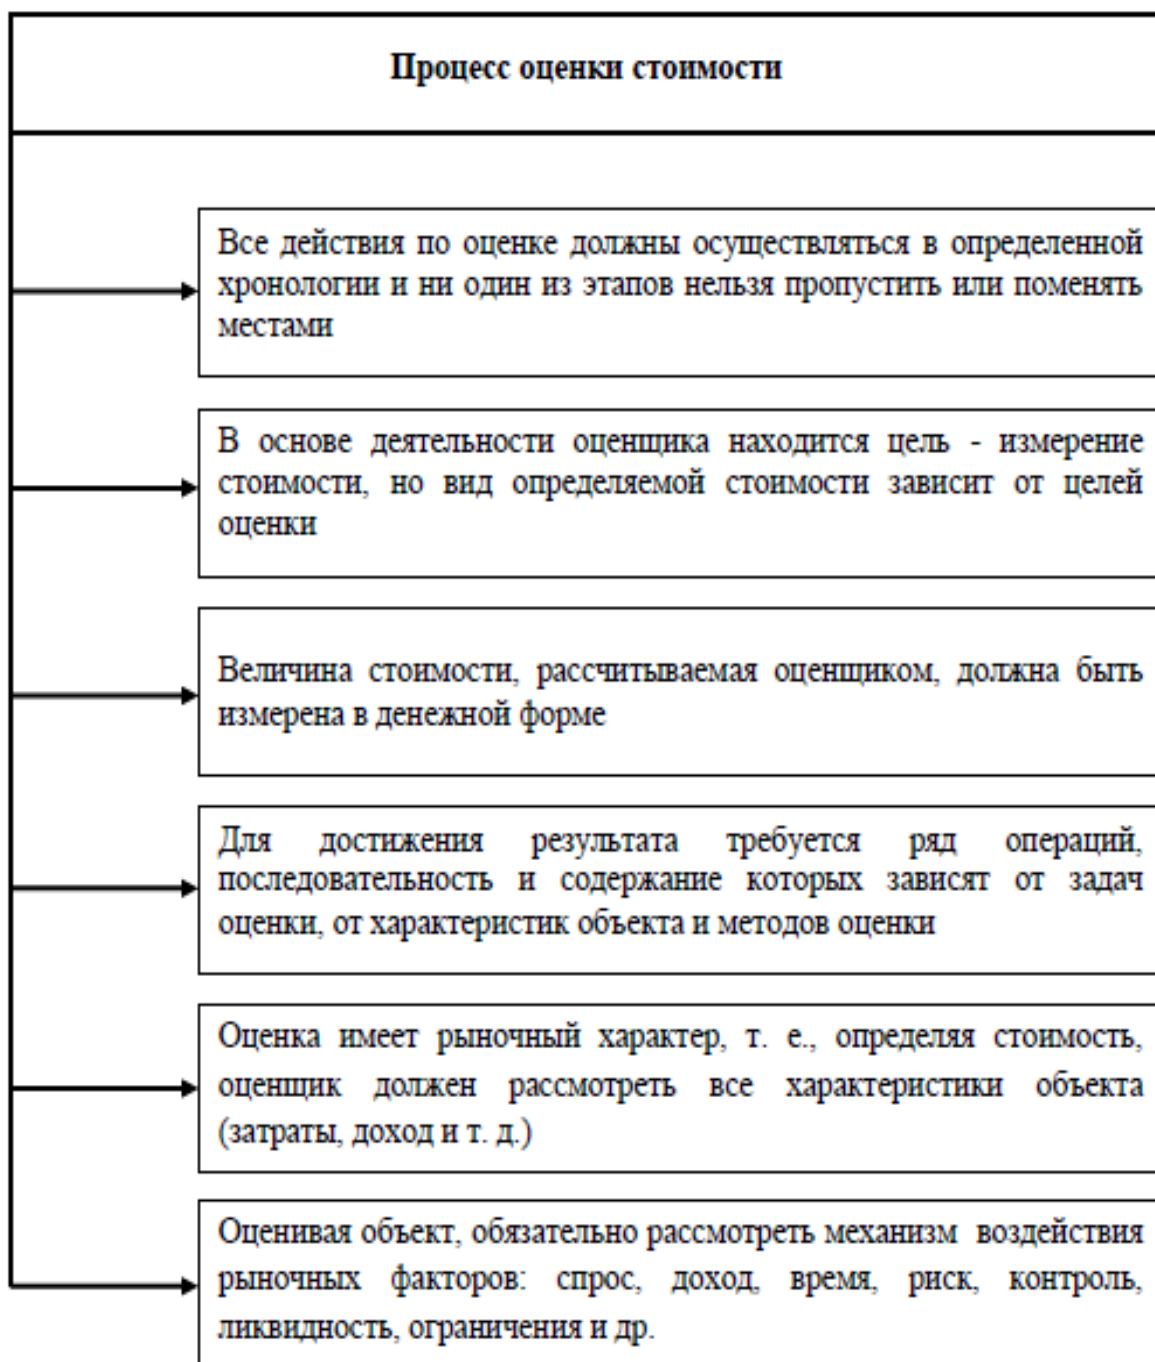 Процесс оценки стоимости
Все действия по оценке должны осуществляться в определенной
хронологии и ни один из этапов нельзя пропустить или поменять
местами
В основе деятельности оценщика находится цель - измерение
стоимости, но вид определяемой стоимости зависит от целей
оценки
Величина стоимости, рассчитываемая оценщиком, должна быть
измерена в денежной форме
Для достижения результата требуется ряд операций,
последовательность и содержание которых зависят от задач
оценки, от характеристик объекта и методов оценки
Оценка имеет рыночный характер, т. е., определяя стоимость,
оценщик должен рассмотреть все характеристики объекта
(затраты, доход и т. д.)
Оценивая объект, обязательно рассмотреть механизм воздействия
рыночных факторов: спрос, доход, время, риск, контроль,
ликвидность, ограничения и др.